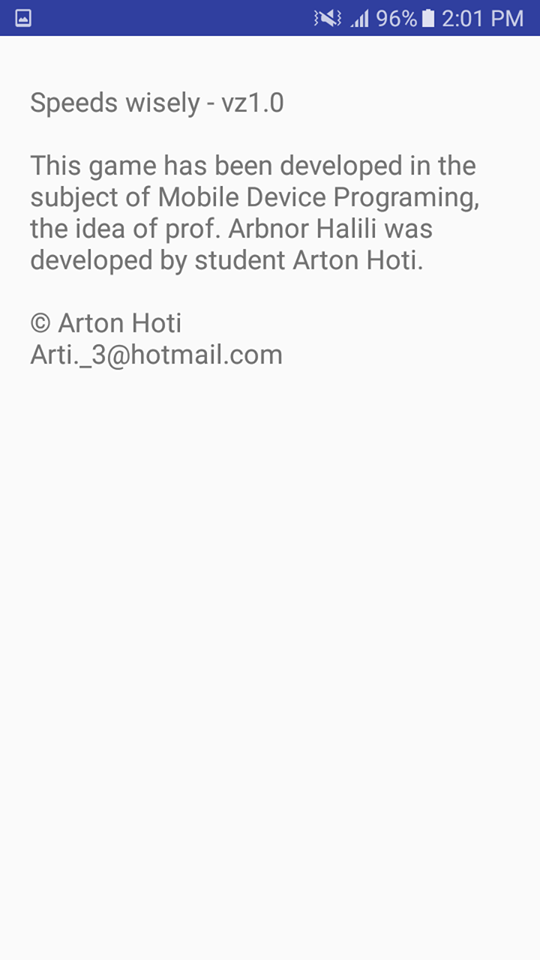 96% 2:01 PM
Speeds wisely - vz1.0
This game has been developed in the
subject of Mobile Device Programing,
the idea of prof. Arbnor Halili was
developed by student Arton Hoti.
© Arton Hoti
Arti._3@hotmail.com